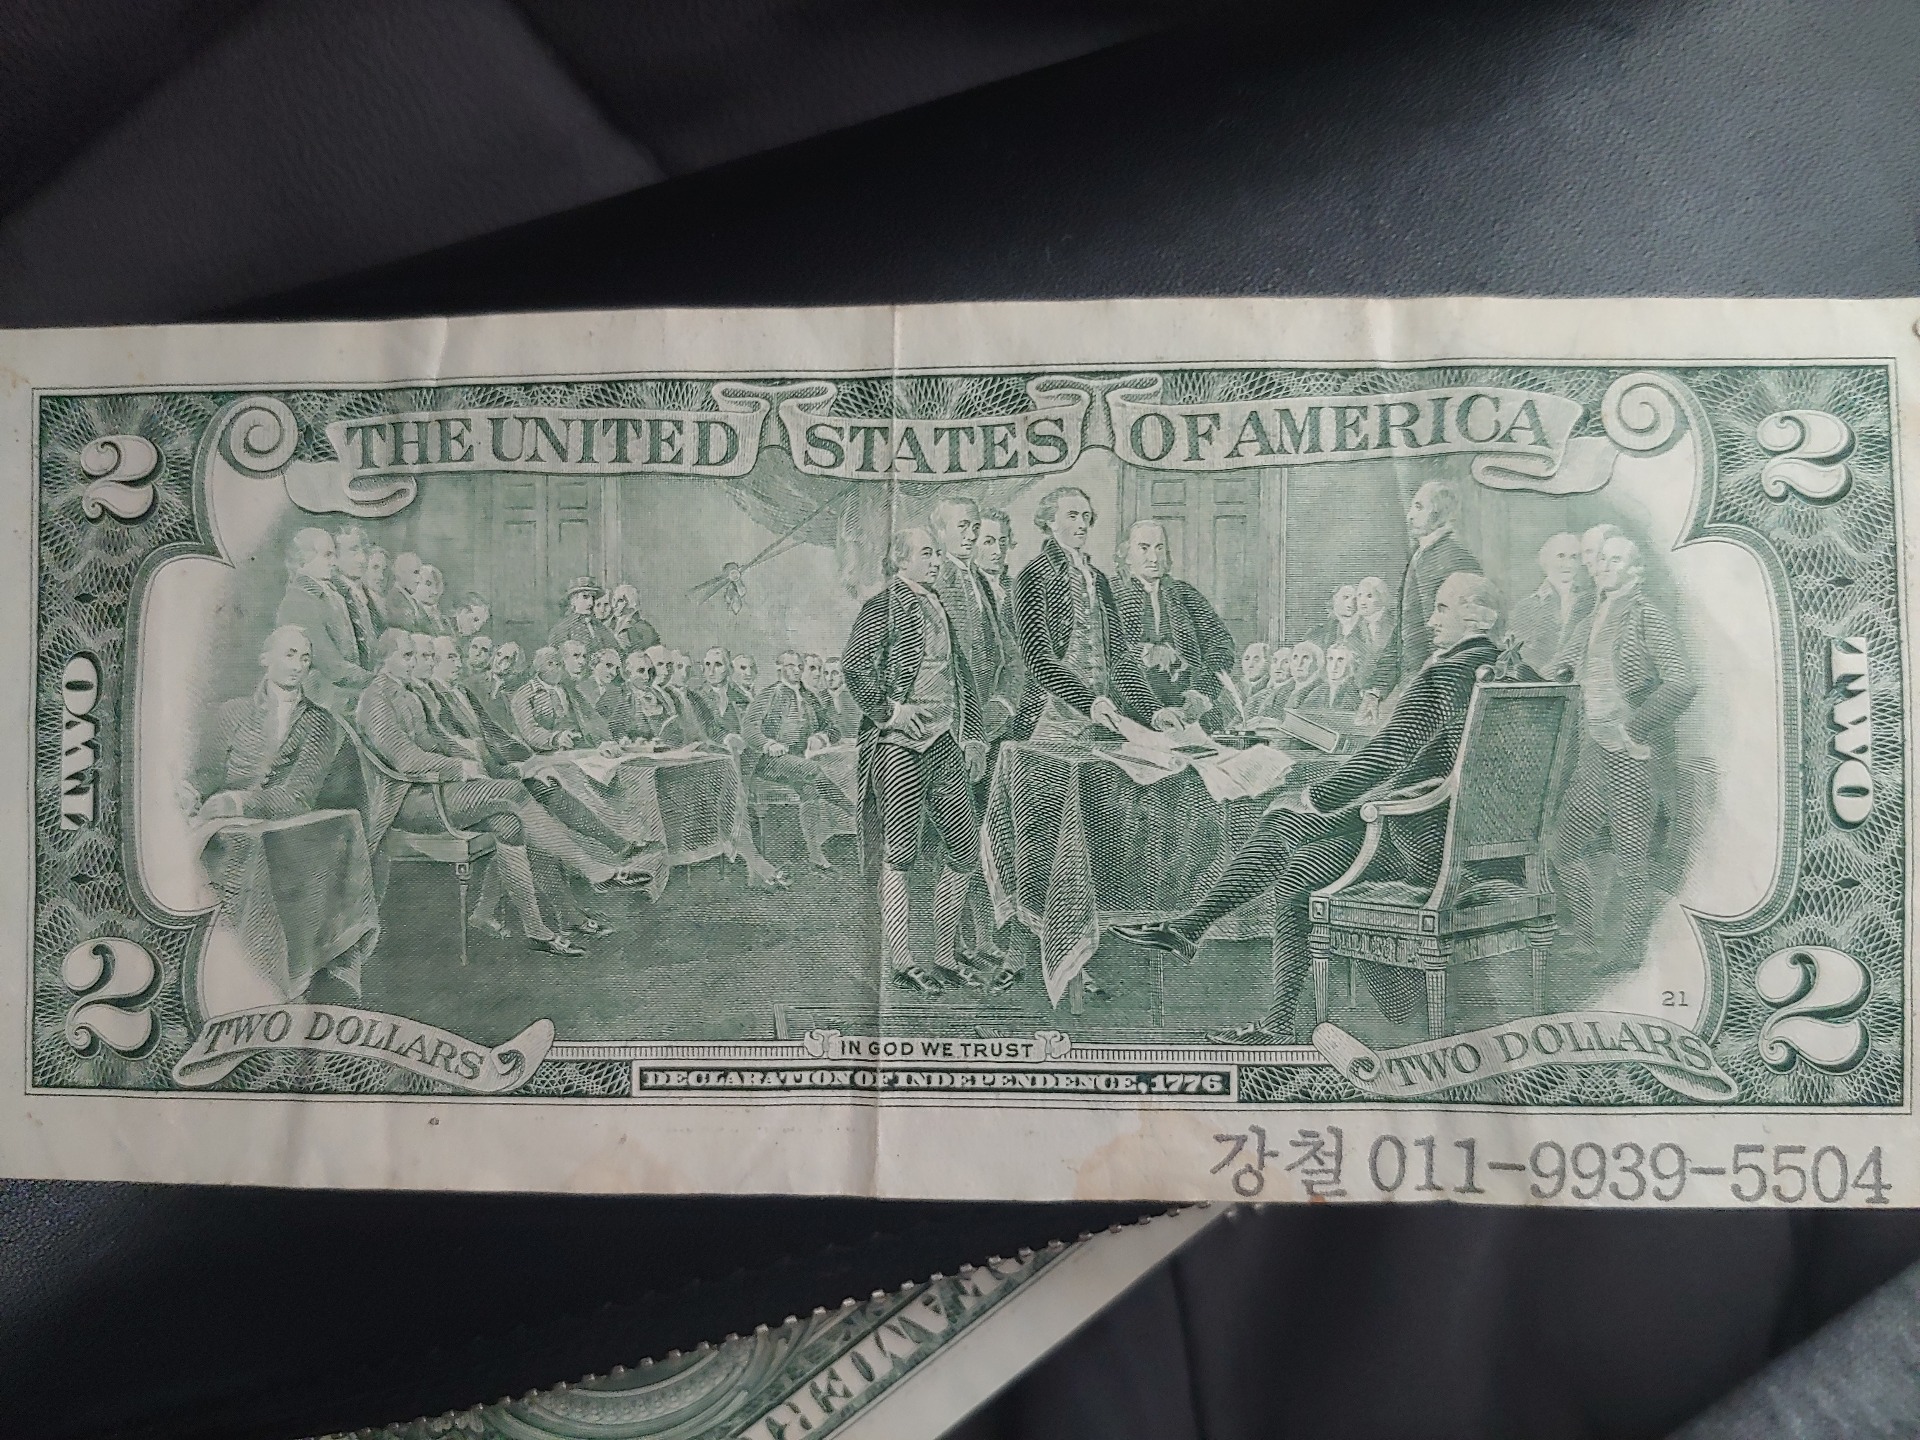 2 THE UNITED STATES OF AMERICA 2
TWO
TWO
2 TWO DOLLARS
21
TWO DOLLARS 2
IN GOD WE TRUST
DECLARATION OF INDEPENDENCE, 1776
강철 011-9939-5504
AMER